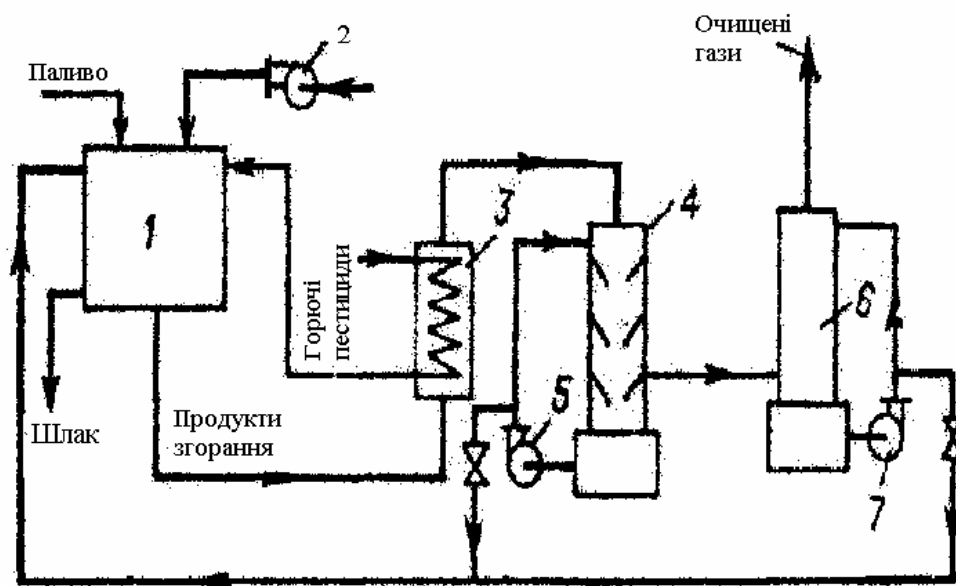 Очищені
гази
2
Паливо
3
4
1
Горючі
пестициди
6
5
Продукти
згорання
Шлак
7